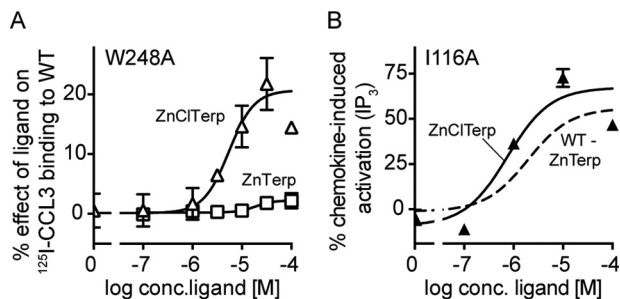 A
W248A
% effect of ligand on
¹²⁵I-CCL3 binding to WT
20
10
0
ZnClTerp
ZnTerp
0 -7 -6 -5 -4
log conc.ligand [M]
B
I116A
% chemokine-induced
activation (IP₃)
75
50
25
0
ZnClTerp
WT -
ZnTerp
0 -7 -6 -5 -4
log conc.ligand [M]